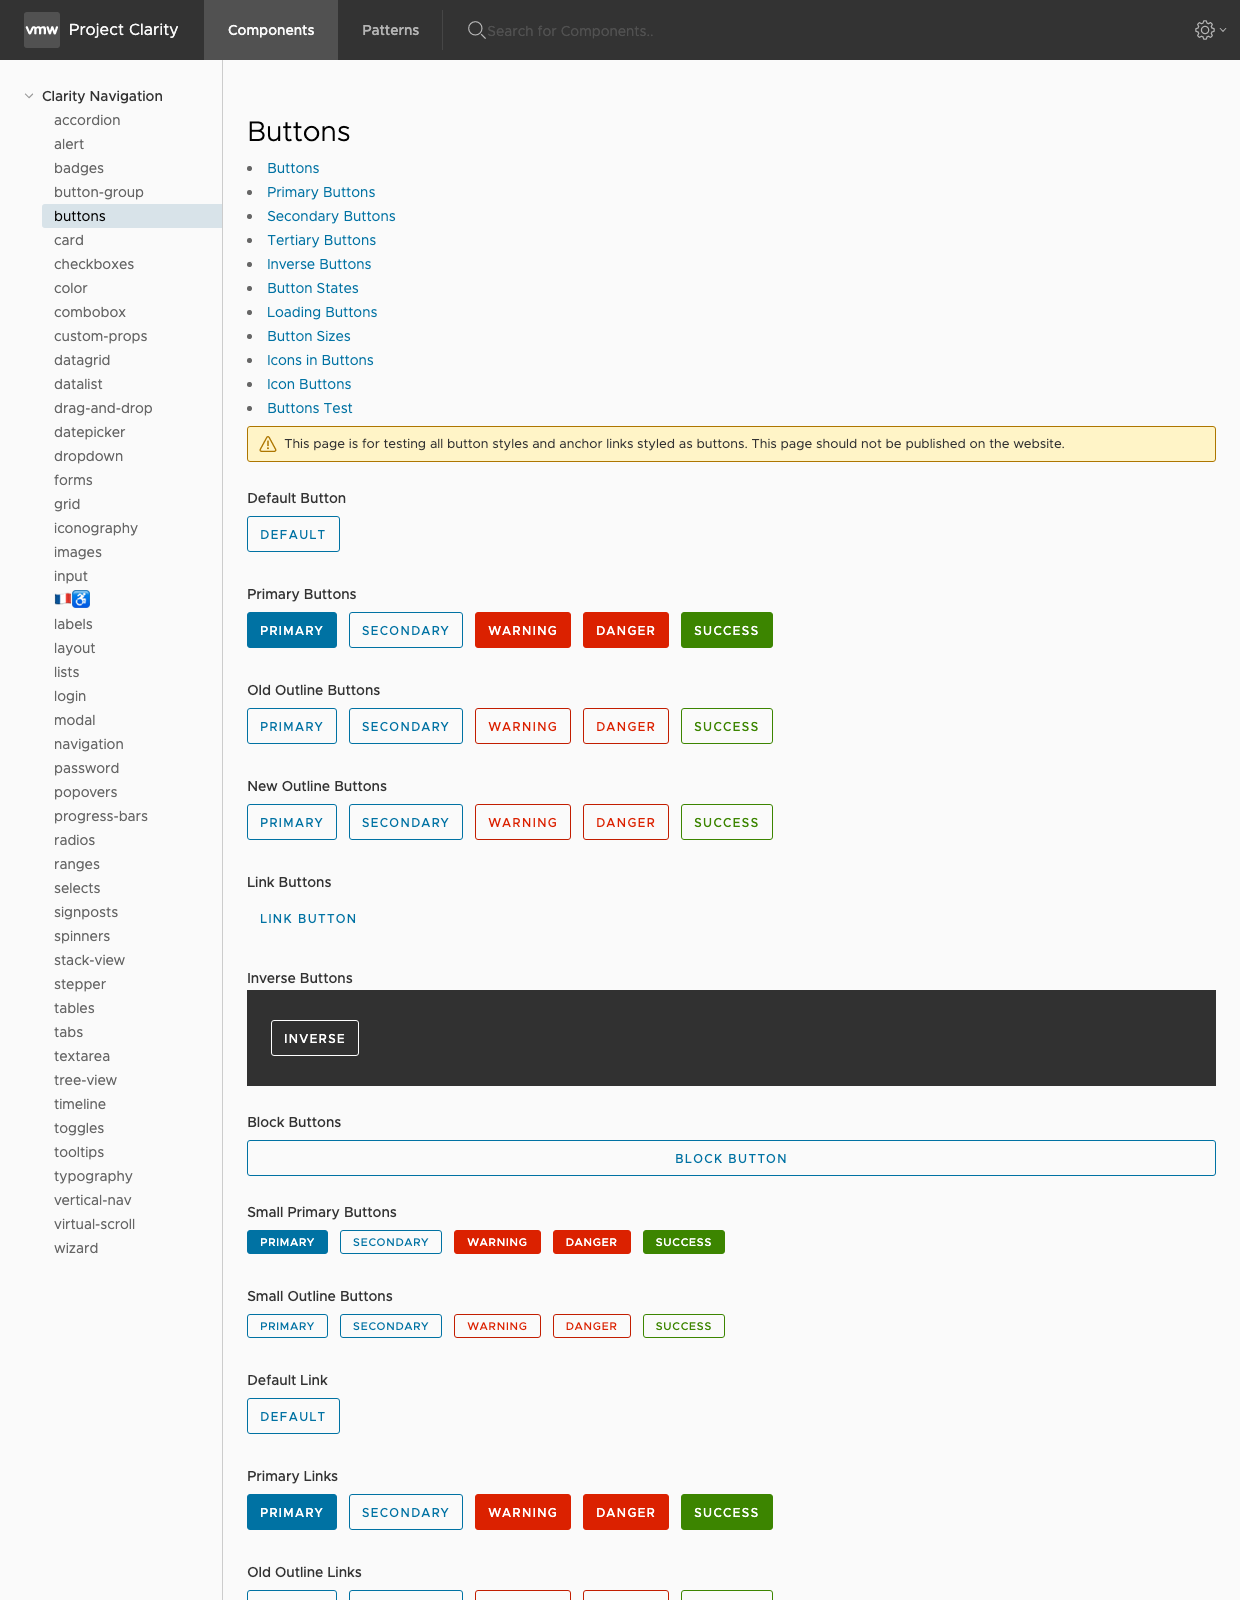 vmw Project Clarity Components Patterns Search for Components..
Clarity Navigation
accordion
alert
badges
button-group
buttons
card
checkboxes
color
combobox
custom-props
datagrid
datalist
drag-and-drop
datepicker
dropdown
forms
grid
iconography
images
input
🇫🇷♿
labels
layout
lists
login
modal
navigation
password
popovers
progress-bars
radios
ranges
selects
signposts
spinners
stack-view
stepper
tables
tabs
textarea
tree-view
timeline
toggles
tooltips
typography
vertical-nav
virtual-scroll
wizard
Buttons
Buttons
Primary Buttons
Secondary Buttons
Tertiary Buttons
Inverse Buttons
Button States
Loading Buttons
Button Sizes
Icons in Buttons
Icon Buttons
Buttons Test
This page is for testing all button styles and anchor links styled as buttons. This page should not be published on the website.
Default Button
DEFAULT
Primary Buttons
PRIMARY SECONDARY WARNING DANGER SUCCESS
Old Outline Buttons
PRIMARY SECONDARY WARNING DANGER SUCCESS
New Outline Buttons
PRIMARY SECONDARY WARNING DANGER SUCCESS
Link Buttons
LINK BUTTON
Inverse Buttons
INVERSE
Block Buttons
BLOCK BUTTON
Small Primary Buttons
PRIMARY SECONDARY WARNING DANGER SUCCESS
Small Outline Buttons
PRIMARY SECONDARY WARNING DANGER SUCCESS
Default Link
DEFAULT
Primary Links
PRIMARY SECONDARY WARNING DANGER SUCCESS
Old Outline Links